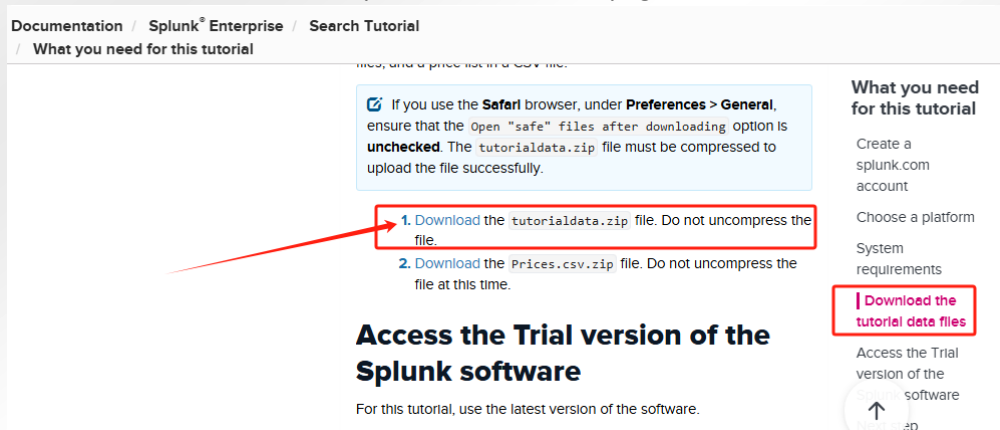 Documentation / Splunk® Enterprise / Search Tutorial
/ What you need for this tutorial
files, and a price list in a CSV file.
If you use the Safari browser, under Preferences > General,
ensure that the Open "safe" files after downloading option is
unchecked. The tutorialdata.zip file must be compressed to
upload the file successfully.
1. Download the tutorialdata.zip file. Do not uncompress the
file.
2. Download the Prices.csv.zip file. Do not uncompress the
file at this time.
Access the Trial version of the
Splunk software
For this tutorial, use the latest version of the software.
What you need
for this tutorial
Create a
splunk.com
account
Choose a platform
System
requirements
Download the
tutorial data files
Access the Trial
version of the
Splunk software
Next step